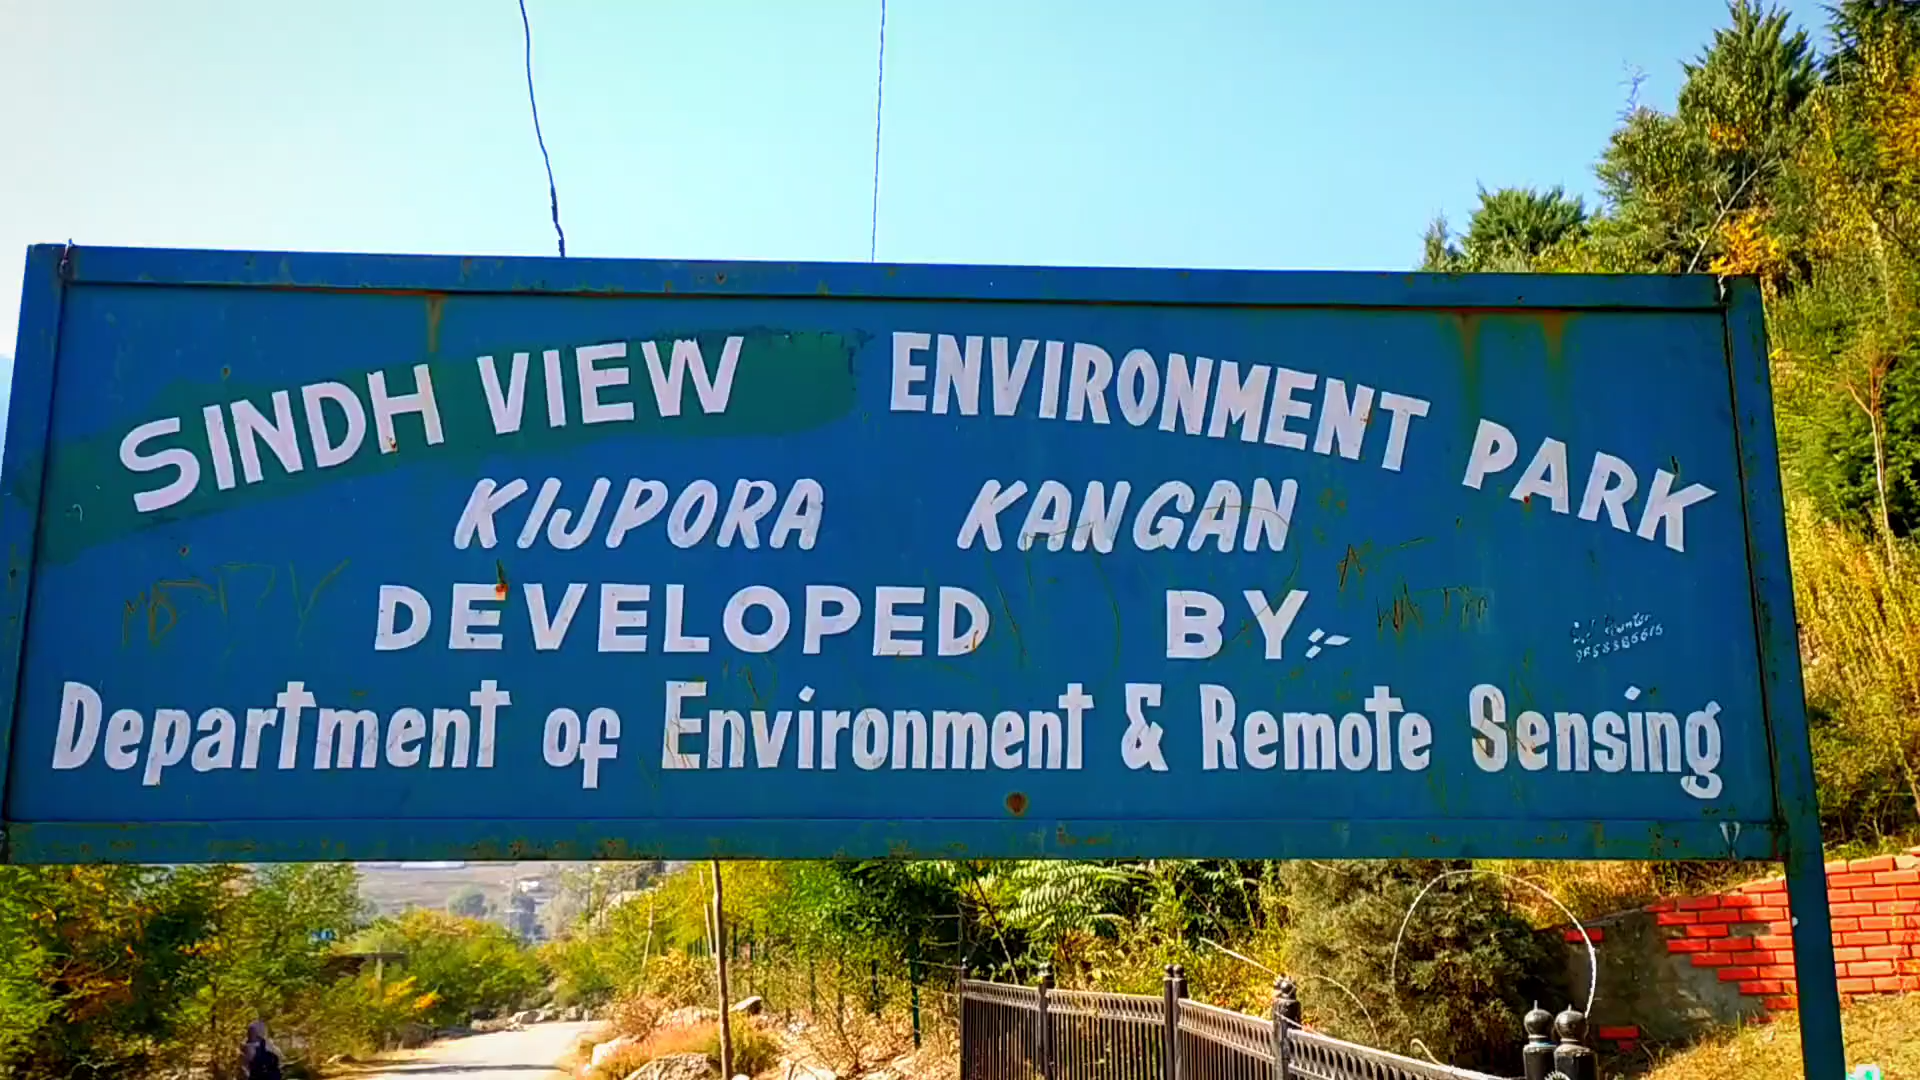 SINDH VIEW ENVIRONMENT PARK
KIJPORA KANGAN
DEVELOPED BY:-
Department of Environment & Remote Sensing